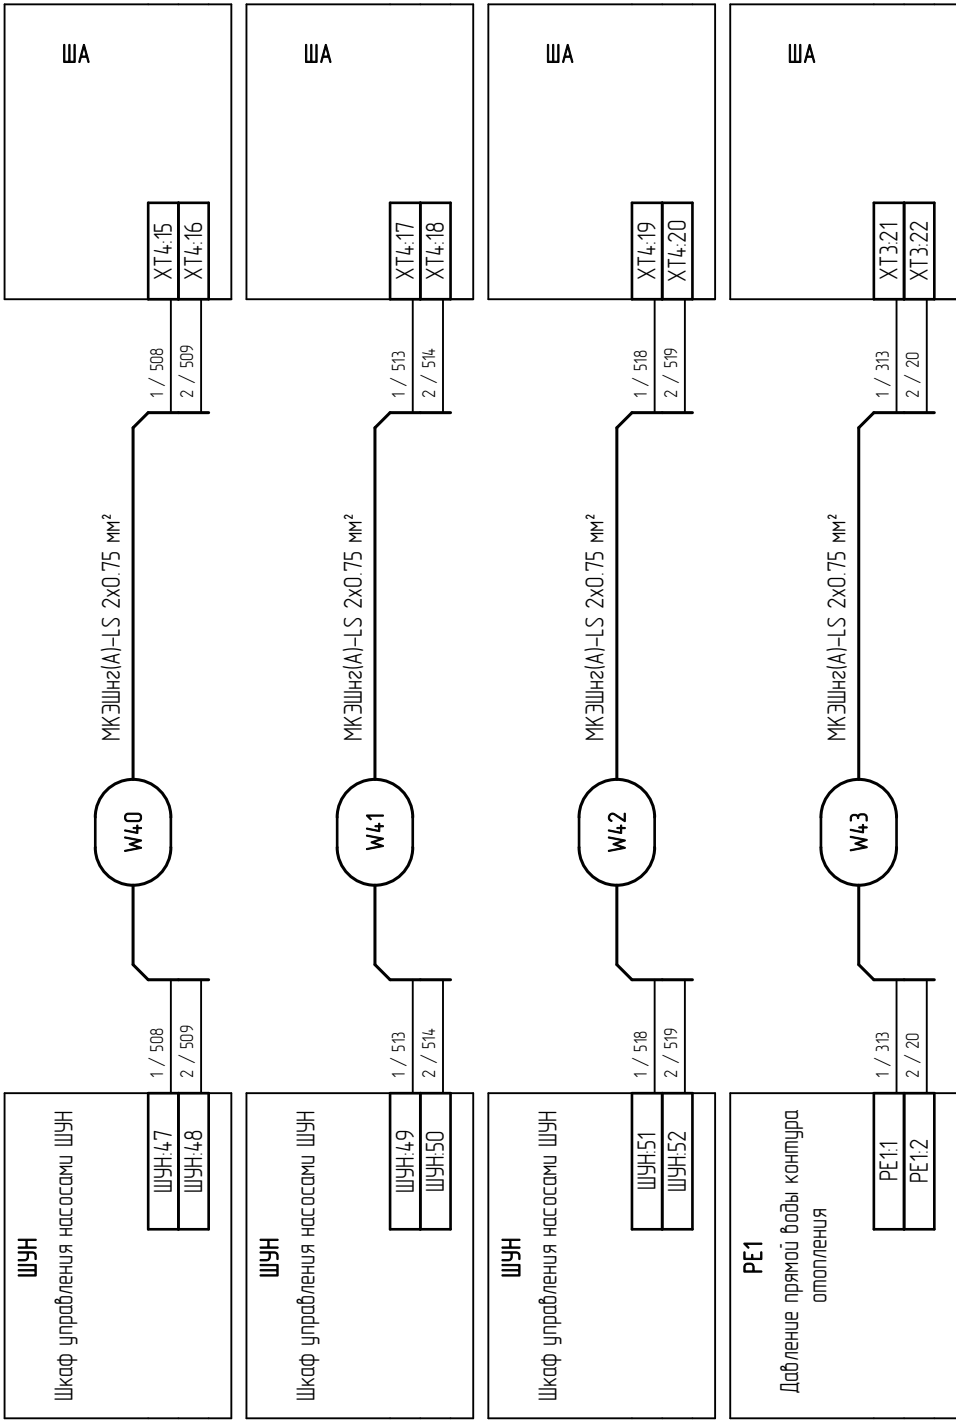 ШУН
Шкаф управления насосами ШУН
ШУН:47
ШУН:48
1 / 508
2 / 509
W40
МКЭШнг(А)-LS 2x0.75 мм²
1 / 508
2 / 509
XT4:15
XT4:16
ША
ШУН
Шкаф управления насосами ШУН
ШУН:49
ШУН:50
1 / 513
2 / 514
W41
МКЭШнг(А)-LS 2x0.75 мм²
1 / 513
2 / 514
XT4:17
XT4:18
ША
ШУН
Шкаф управления насосами ШУН
ШУН:51
ШУН:52
1 / 518
2 / 519
W42
МКЭШнг(А)-LS 2x0.75 мм²
1 / 518
2 / 519
XT4:19
XT4:20
ША
PE1
Давление прямой воды контура
отопления
PE1:1
PE1:2
1 / 313
2 / 20
W43
МКЭШнг(А)-LS 2x0.75 мм²
1 / 313
2 / 20
XT3:21
XT3:22
ША